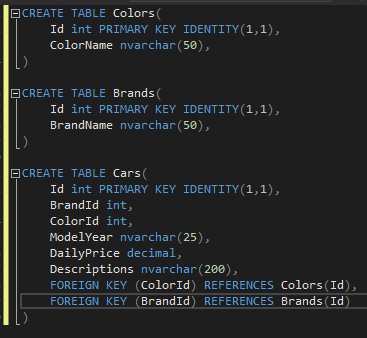 CREATE TABLE Colors(
Id int PRIMARY KEY IDENTITY(1,1),
ColorName nvarchar(50),
)
CREATE TABLE Brands(
Id int PRIMARY KEY IDENTITY(1,1),
BrandName nvarchar(50),
)
CREATE TABLE Cars(
Id int PRIMARY KEY IDENTITY(1,1),
BrandId int,
ColorId int,
ModelYear nvarchar(25),
DailyPrice decimal,
Descriptions nvarchar(200),
FOREIGN KEY (ColorId) REFERENCES Colors(Id),
FOREIGN KEY (BrandId) REFERENCES Brands(Id)
)